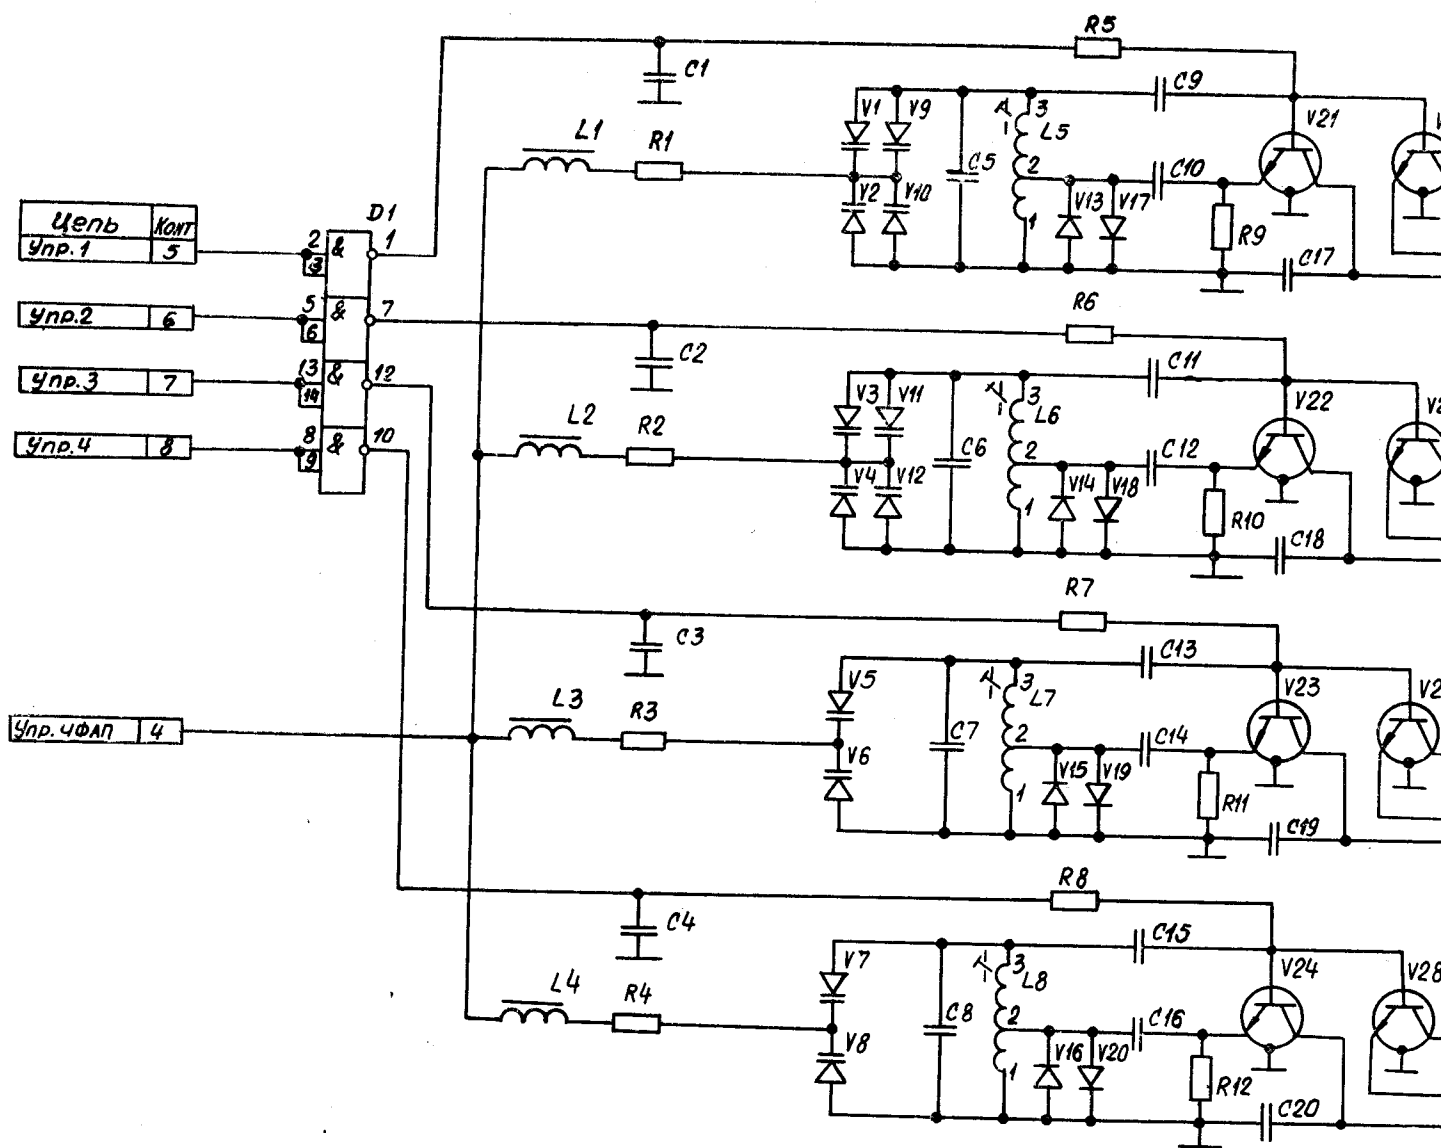 R5
C1
C9
V1 V9
3
L5
V21
L1
R1
C5
C10
V2 V10
2
V13 V17
1
R9
C17
Цепь Конт
Упр.1 5
D1
2 & 1
3
Упр.2 6
5 & 7
6
Упр.3 7
13 & 12
14
Упр.4 8
8 & 10
9
R6
C2
C11
V3 V11
3
L6
V22
L2
R2
C6
C12
V4 V12
2
V14 V18
1
R10
C18
R7
C3
C13
V5
3
L7
V23
Упр. ЧФАП 4
L3
R3
C7
C14
V6
2
V15 V19
1
R11
C19
R8
C4
C15
V7
3
L8
V24
V28
L4
R4
C8
C16
V8
2
V16 V20
1
R12
C20